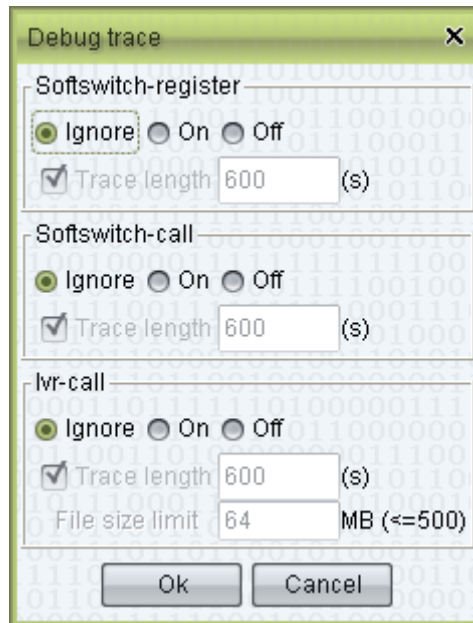 Debug trace
Softswitch-register
Ignore On Off
Trace length 600 (s)
Softswitch-call
Ignore On Off
Trace length 600 (s)
Ivr-call
Ignore On Off
Trace length 600 (s)
File size limit 64 MB (<=500)
Ok Cancel